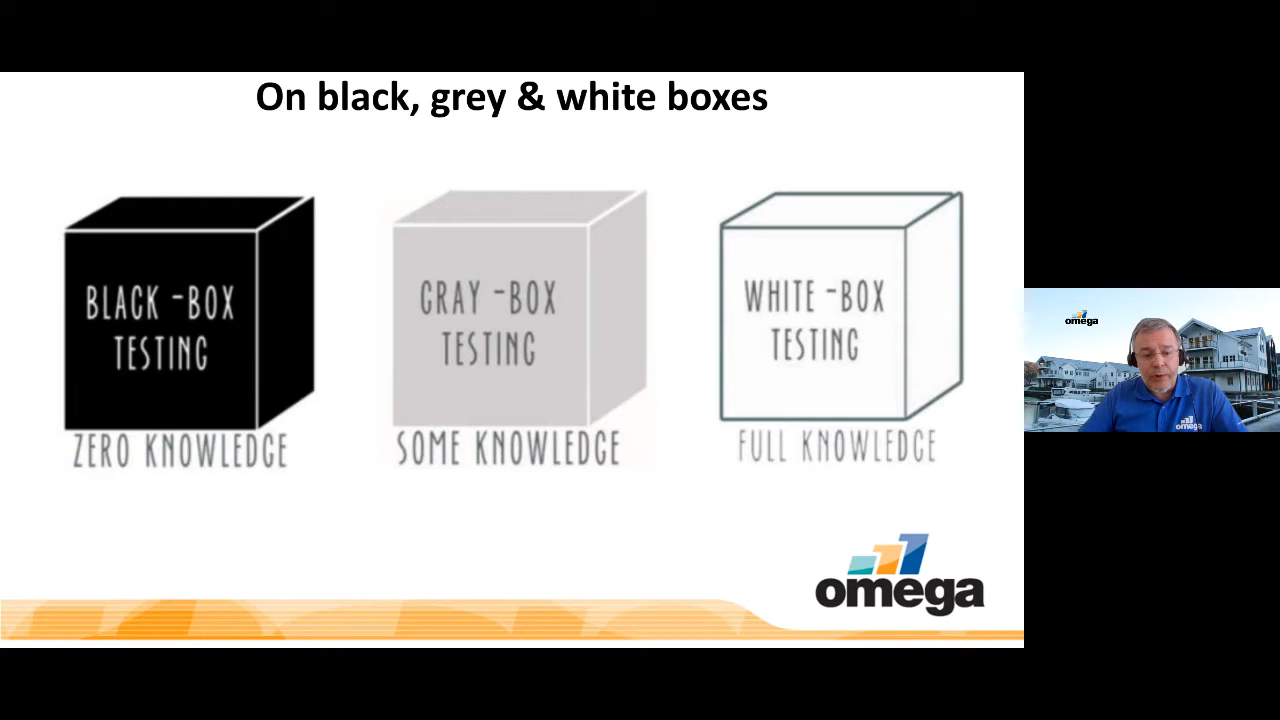 On black, grey & white boxes
BLACK-BOX
TESTING
ZERO KNOWLEDGE
GRAY-BOX
TESTING
SOME KNOWLEDGE
WHITE-BOX
TESTING
FULL KNOWLEDGE
omega
omega
omega